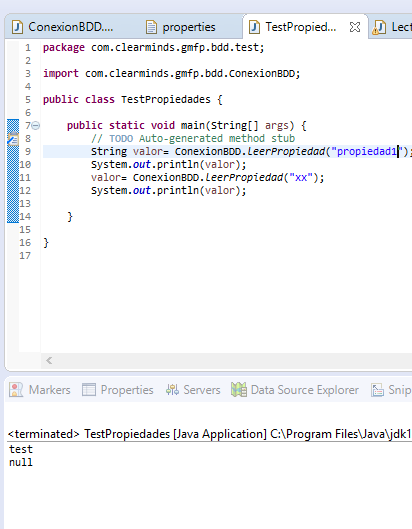 ConexionBDD.... properties TestPropied... Lect
1 package com.clearminds.gmfp.bdd.test;
2
3 import com.clearminds.gmfp.bdd.ConexionBDD;
4
5 public class TestPropiedades {
6
7 public static void main(String[] args) {
8 // TODO Auto-generated method stub
9 String valor= ConexionBDD.LeerPropiedad("propiedad1");
10 System.out.println(valor);
11 valor= ConexionBDD.LeerPropiedad("xx");
12 System.out.println(valor);
13
14 }
15
16 }
17
Markers Properties Servers Data Source Explorer Snip
<terminated> TestPropiedades [Java Application] C:\Program Files\Java\jdk1
test
null